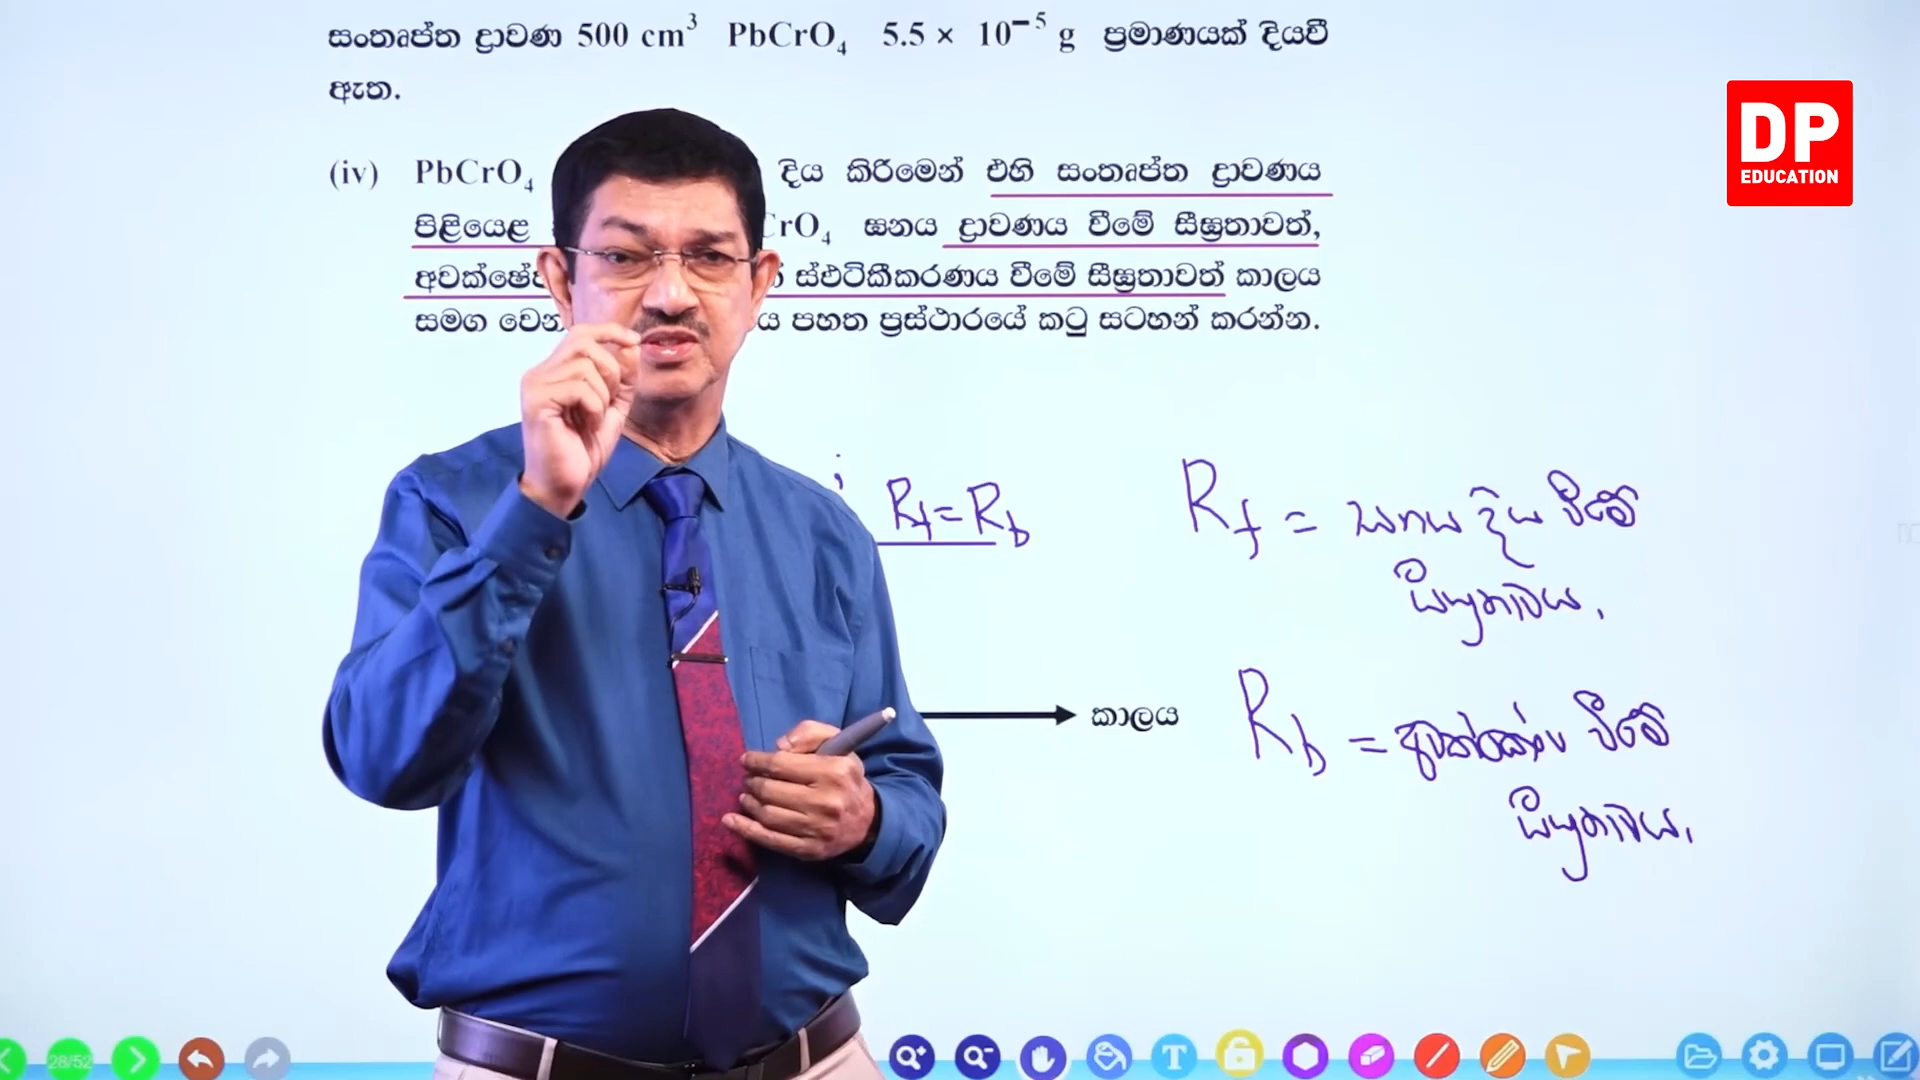 සංතෘප්ත ද්‍රාවණ 500 cm³ PbCrO₄ 5.5 × 10⁻⁵ g ප්‍රමාණයක් දියවී
ඇත.
DP
EDUCATION
(iv) PbCrO₄ දිය කිරීමෙන් එහි සංතෘප්ත ද්‍රාවණය
පිළියෙළ CrO₄ ඝනය ද්‍රාවණය වීමේ සීඝ්‍රතාවත්,
ස්ඵටිකීකරණය වීමේ සීඝ්‍රතාවත් කාලය
සමග පහත ප්‍රස්ථාරයේ කටු සටහන් කරන්න.
Rf = Rb
Rf = ඝනය දිය වීමේ
සීඝ්‍රතාවය.
කාලය
Rb = වීමේ
සීඝ්‍රතාවය.
28/52
T